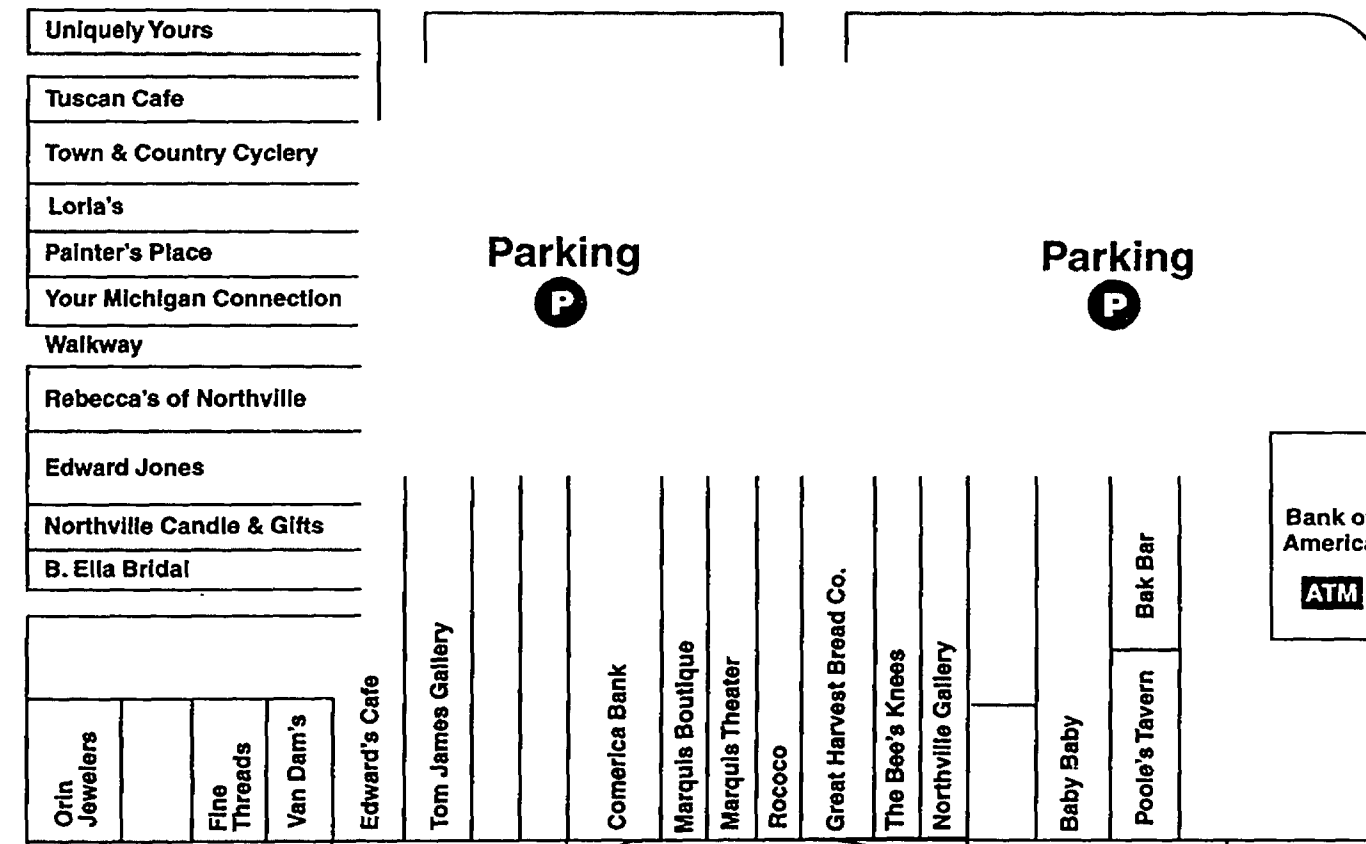 Uniquely Yours
Tuscan Cafe
Town & Country Cyclery
Loria's
Painter's Place
Your Michigan Connection
Walkway
Rebecca's of Northville
Edward Jones
Northville Candle & Gifts
B. Ella Bridal
Parking
P
Parking
P
Bank of
America
ATM
Orin
Jewelers
Fine
Threads
Van Dam's
Edward's Cafe
Tom James Gallery
Comerica Bank
Marquis Boutique
Marquis Theater
Rococo
Great Harvest Bread Co.
The Bee's Knees
Northville Gallery
Baby Baby
Bak Bar
Poole's Tavern